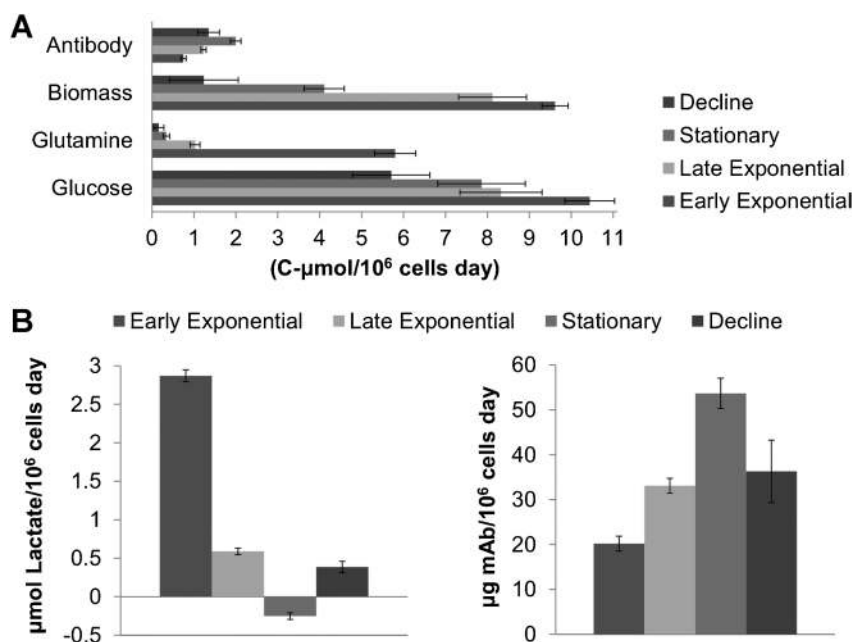 A
Antibody
Biomass
Glutamine
Glucose
0 1 2 3 4 5 6 7 8 9 10 11
(C-µmol/10⁶ cells day)
Decline
Stationary
Late Exponential
Early Exponential
B
Early Exponential Late Exponential Stationary Decline
µmol Lactate/10⁶ cells day
3
2.5
2
1.5
1
0.5
0
-0.5
µg mAb/10⁶ cells day
60
50
40
30
20
10
0